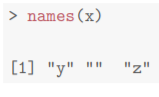 > names(x)
[1] "y" ""  "z"